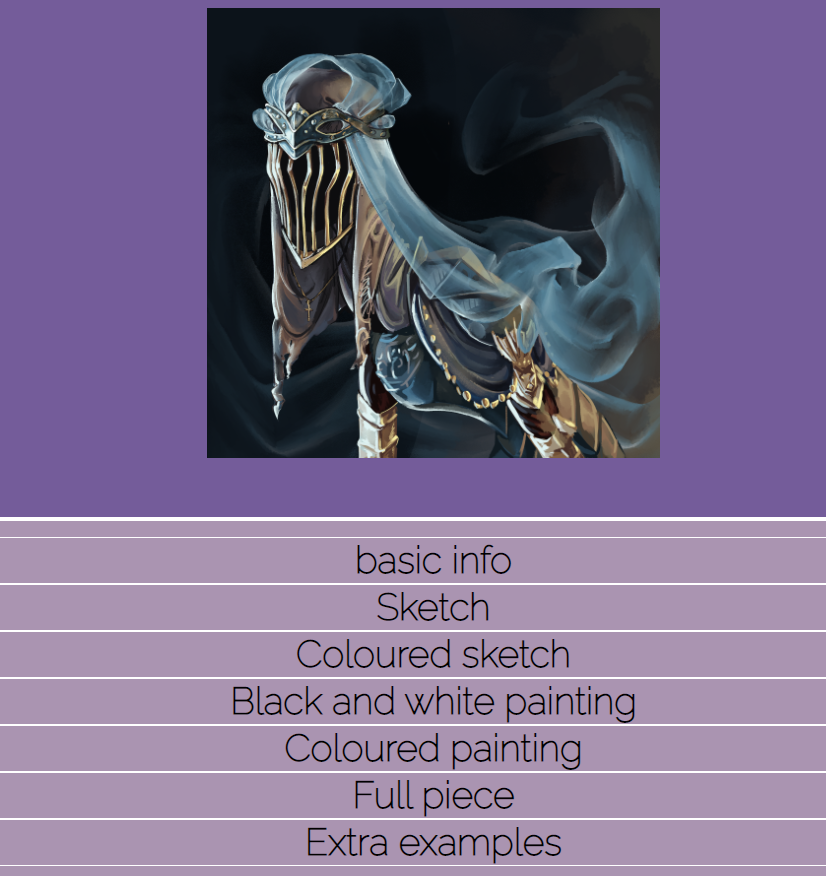 basic info
Sketch
Coloured sketch
Black and white painting
Coloured painting
Full piece
Extra examples